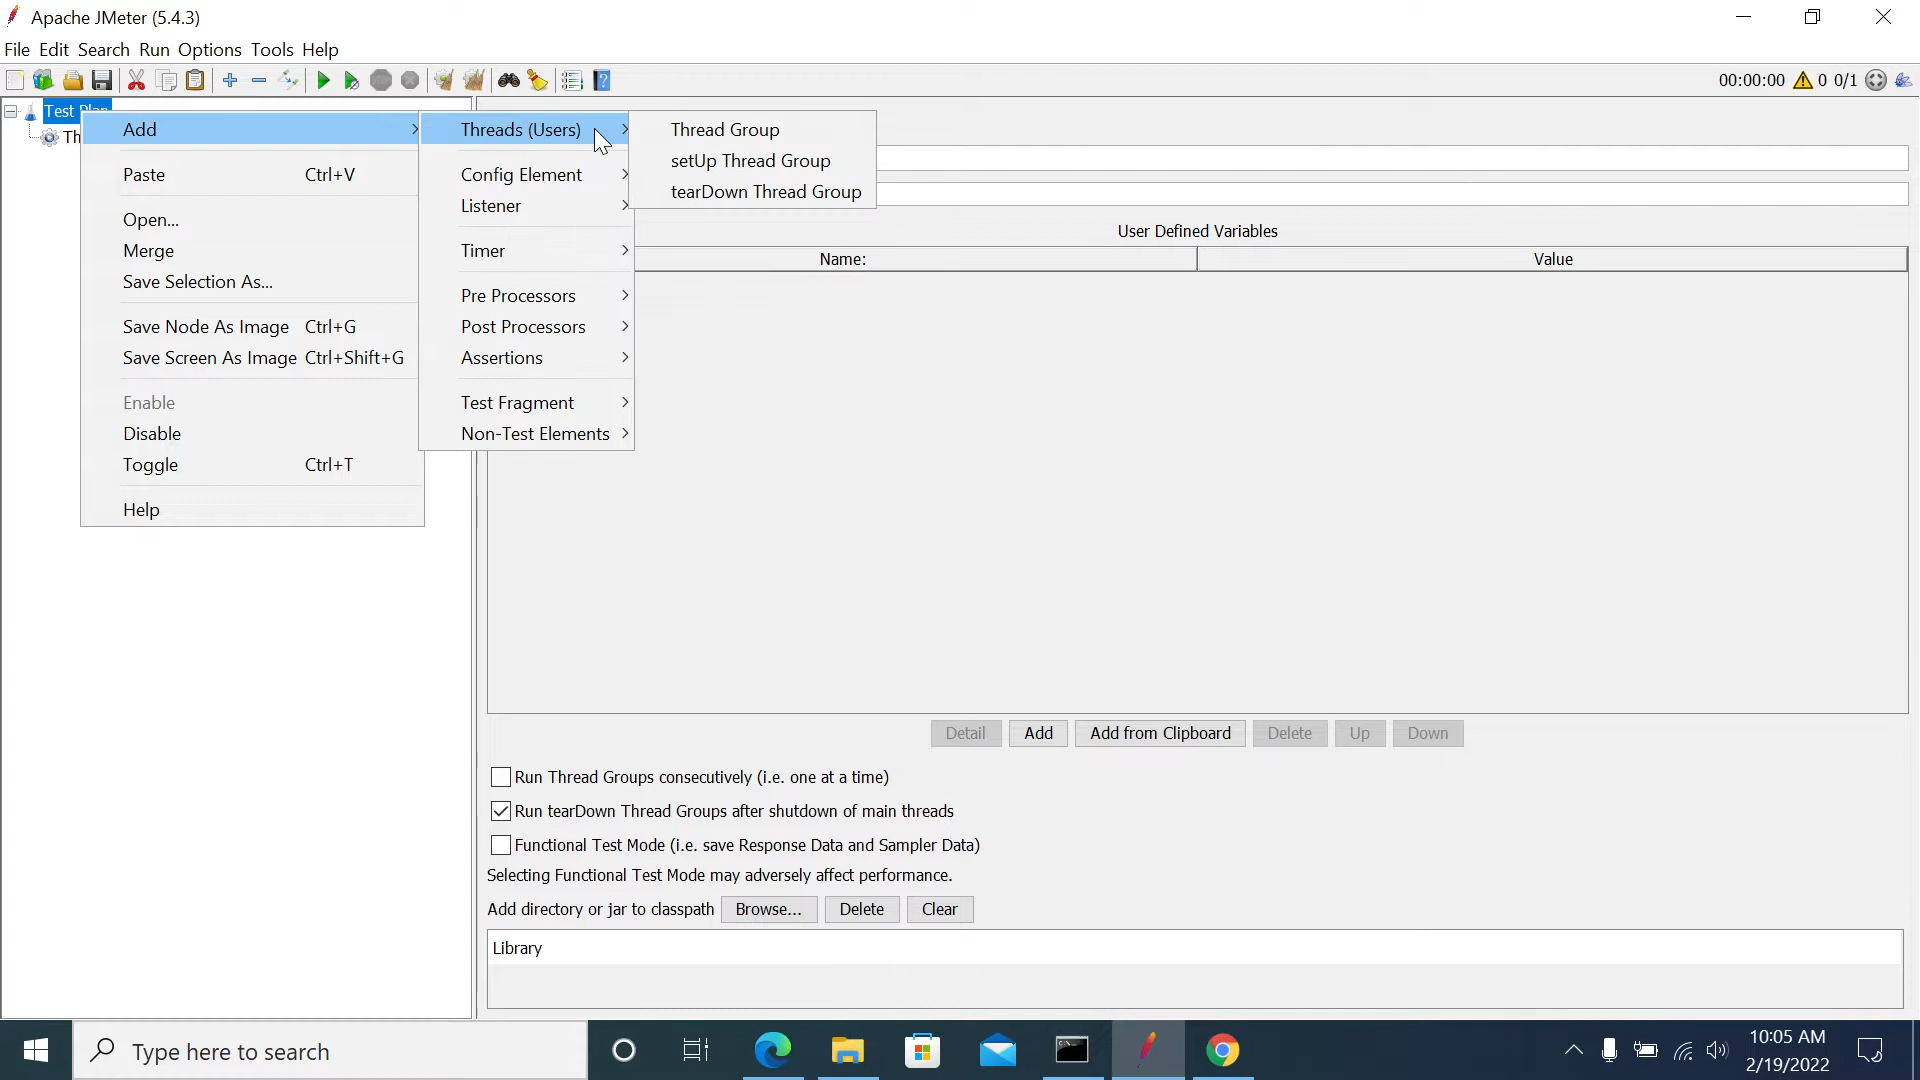 Apache JMeter (5.4.3)
File Edit Search Run Options Tools Help
00:00:00 0 0/1
Test Plan
Th
Add
Paste Ctrl+V
Open...
Merge
Save Selection As...
Save Node As Image Ctrl+G
Save Screen As Image Ctrl+Shift+G
Enable
Disable
Toggle Ctrl+T
Help
Threads (Users)
Config Element
Listener
Timer
Pre Processors
Post Processors
Assertions
Test Fragment
Non-Test Elements
Thread Group
setUp Thread Group
tearDown Thread Group
User Defined Variables
Name: Value
Detail Add Add from Clipboard Delete Up Down
Run Thread Groups consecutively (i.e. one at a time)
Run tearDown Thread Groups after shutdown of main threads
Functional Test Mode (i.e. save Response Data and Sampler Data)
Selecting Functional Test Mode may adversely affect performance.
Add directory or jar to classpath Browse... Delete Clear
Library
Type here to search
10:05 AM
2/19/2022